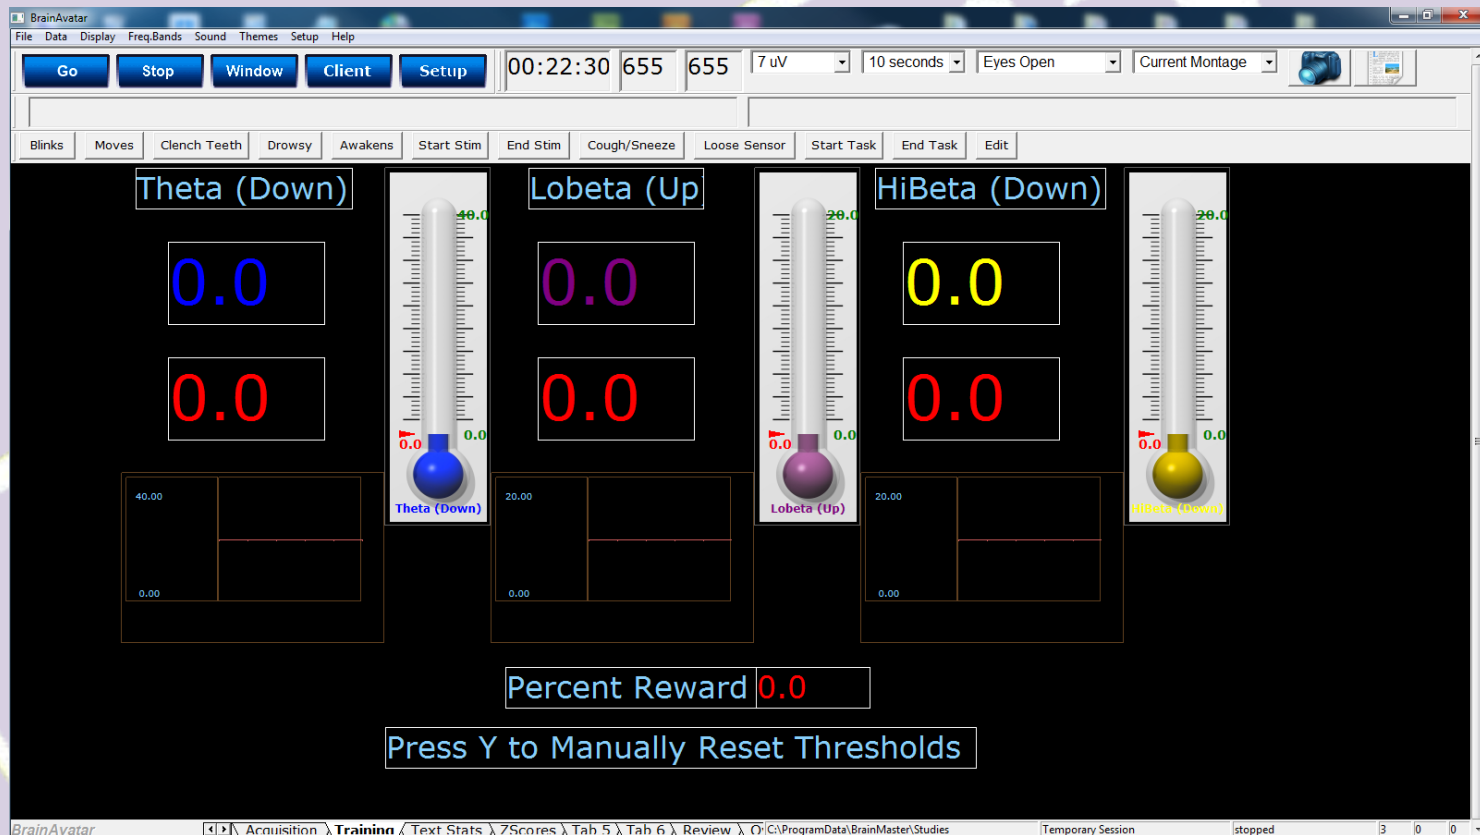 BrainAvatar
File Data Display Freq.Bands Sound Themes Setup Help
Go Stop Window Client Setup 00:22:30 655 655 7 uV 10 seconds Eyes Open Current Montage
Blinks Moves Clench Teeth Drowsy Awakens Start Stim End Stim Cough/Sneeze Loose Sensor Start Task End Task Edit
Theta (Down) Lobeta (Up) HiBeta (Down)
40.0 20.0 20.0
0.0 0.0 0.0
0.0 0.0 0.0
0.0 0.0 0.0 0.0 0.0 0.0
40.00 20.00 20.00
Theta (Down) Lobeta (Up) HiBeta (Down)
0.00 0.00 0.00
Percent Reward 0.0
Press Y to Manually Reset Thresholds
BrainAvatar Acquisition Training Text Stats ZScores Tab 5 Tab 6 Review O C:\ProgramData\BrainMaster\Studies Temporary Session stopped 3 0 0